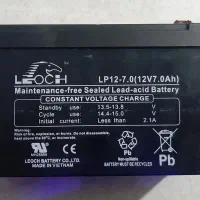 LEOCH
LP12-7.0(12V7.0Ah)
Maintenance-free Sealed Lead-acid Battery
CONSTANT VOLTAGE CHARGE
Standby use: 13.5-13.8 V
Cycle use: 14.4-15.0 V
Initial current: Less than 2.1A
LEOCH BATTERY CO.,LTD
MADE IN VIETNAM
Pb
Pb